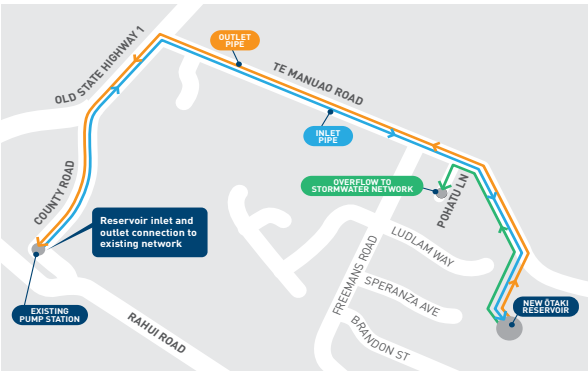 OUTLET
PIPE
OLD STATE HIGHWAY 1
TE MANUAO ROAD
INLET
PIPE
OVERFLOW TO
STORMWATER NETWORK
POHATU LN
COUNTY ROAD
Reservoir inlet and
outlet connection to
existing network
LUDLAM WAY
FREEMANS ROAD
SPERANZA AVE
NEW ŌTAKI
RESERVOIR
EXISTING
PUMP STATION
RAHUI ROAD
BRANDON ST